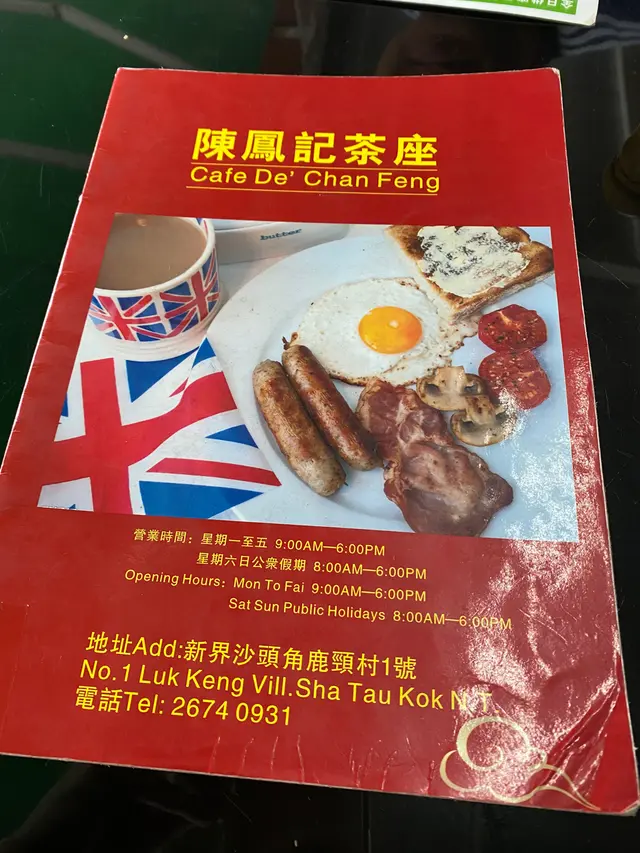 陳鳳記茶座
Cafe De' Chan Feng
butter
營業時間：星期一至五 9:00AM—6:00PM
星期六日公眾假期 8:00AM—6:00PM
Opening Hours: Mon To Fai 9:00AM—6:00PM
Sat Sun Public Holidays 8:00AM—6:00PM
地址Add:新界沙頭角鹿頸村1號
No.1 Luk Keng Vill.Sha Tau Kok N.T.
電話Tel: 2674 0931